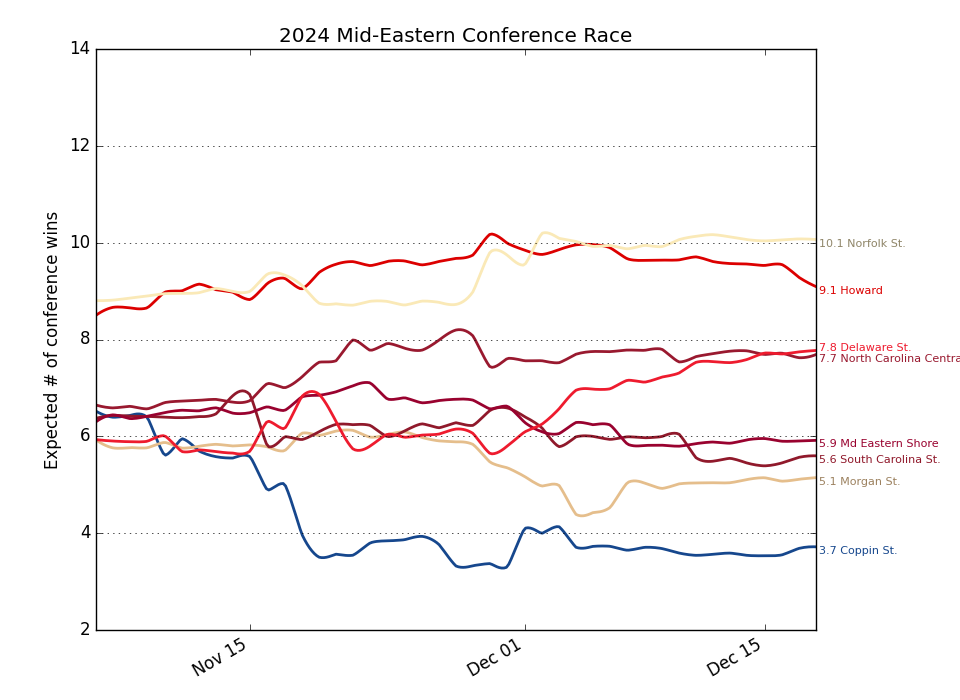 2024 Mid-Eastern Conference Race
Expected # of conference wins
14
12
10
8
6
4
2
Nov 15
Dec 01
Dec 15
10.1 Norfolk St.
9.1 Howard
7.8 Delaware St.
7.7 North Carolina Centra
5.9 Md Eastern Shore
5.6 South Carolina St.
5.1 Morgan St.
3.7 Coppin St.